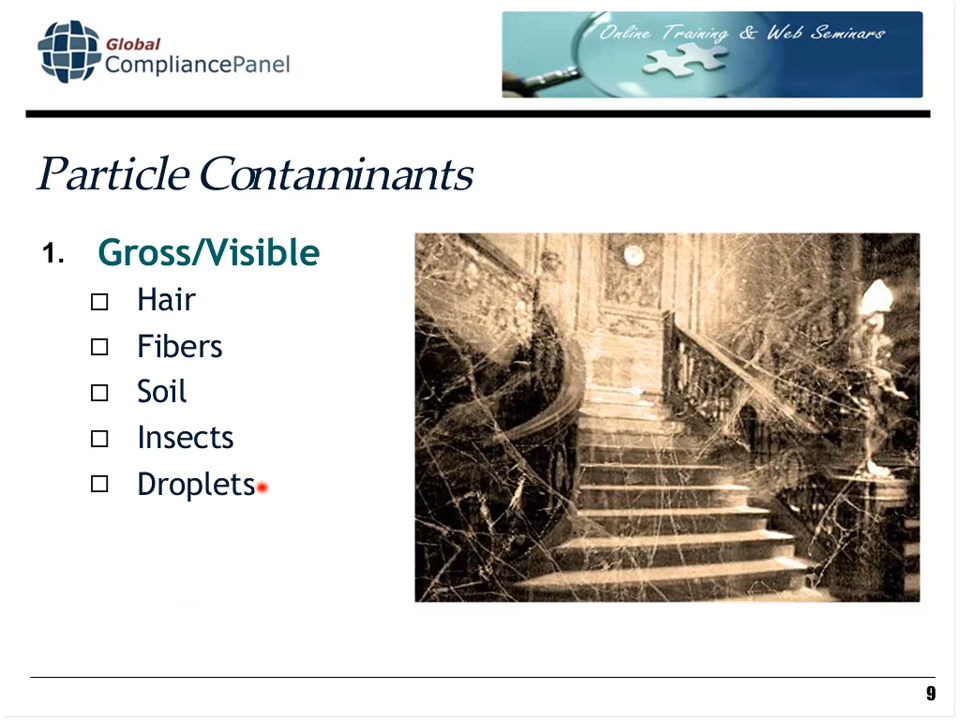 Global
CompliancePanel
Online Training & Web Seminars
Particle Contaminants
1. Gross/Visible
Hair
Fibers
Soil
Insects
Droplets
9